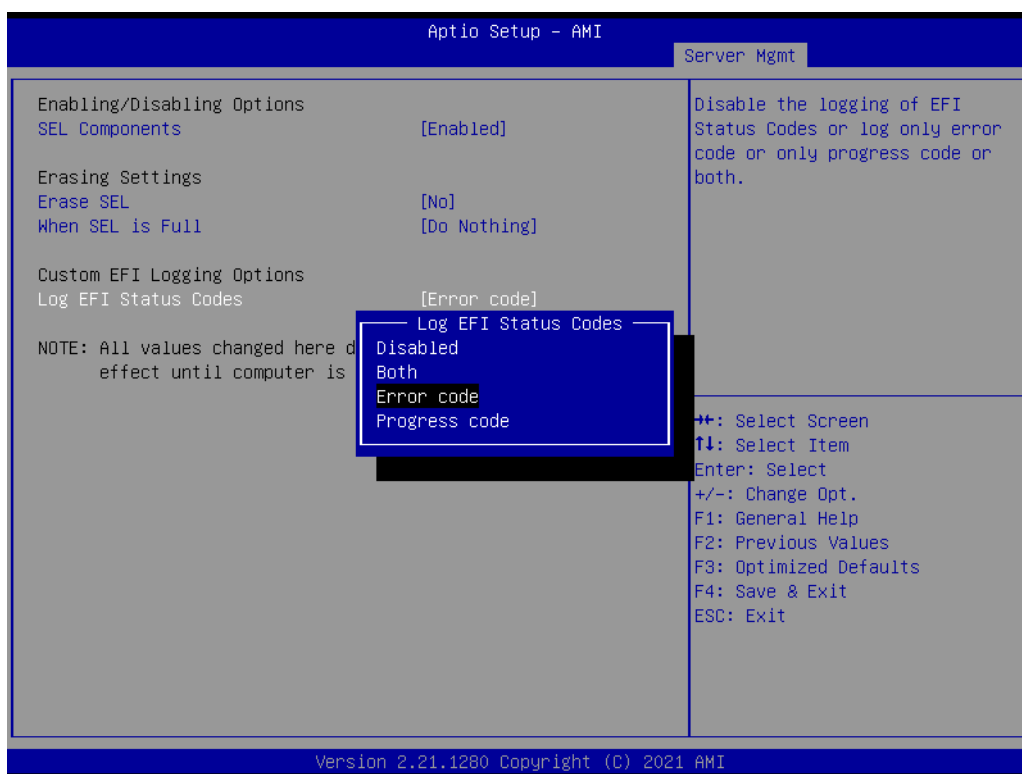 Aptio Setup – AMI
Server Mgmt
Enabling/Disabling Options
SEL Components [Enabled]
Erasing Settings
Erase SEL [No]
When SEL is Full [Do Nothing]
Custom EFI Logging Options
Log EFI Status Codes [Error code]
NOTE: All values changed here d
effect until computer is
Log EFI Status Codes
Disabled
Both
Error code
Progress code
Disable the logging of EFI
Status Codes or log only error
code or only progress code or
both.
→←: Select Screen
↑↓: Select Item
Enter: Select
+/-: Change Opt.
F1: General Help
F2: Previous Values
F3: Optimized Defaults
F4: Save & Exit
ESC: Exit
Version 2.21.1280 Copyright (C) 2021 AMI